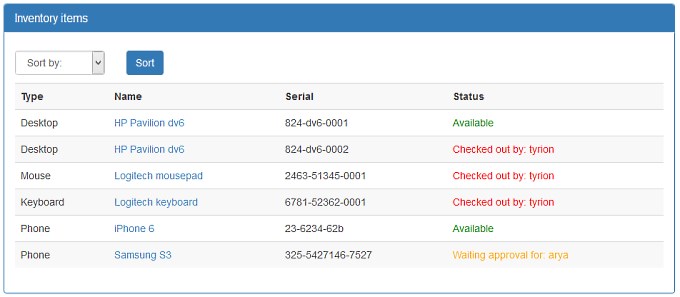 Inventory items
Sort by: Sort
Type Name Serial Status
Desktop HP Pavilion dv6 824-dv6-0001 Available
Desktop HP Pavilion dv6 824-dv6-0002 Checked out by: tyrion
Mouse Logitech mousepad 2463-51345-0001 Checked out by: tyrion
Keyboard Logitech keyboard 6781-52362-0001 Checked out by: tyrion
Phone iPhone 6 23-6234-62b Available
Phone Samsung S3 325-5427146-7527 Waiting approval for: arya